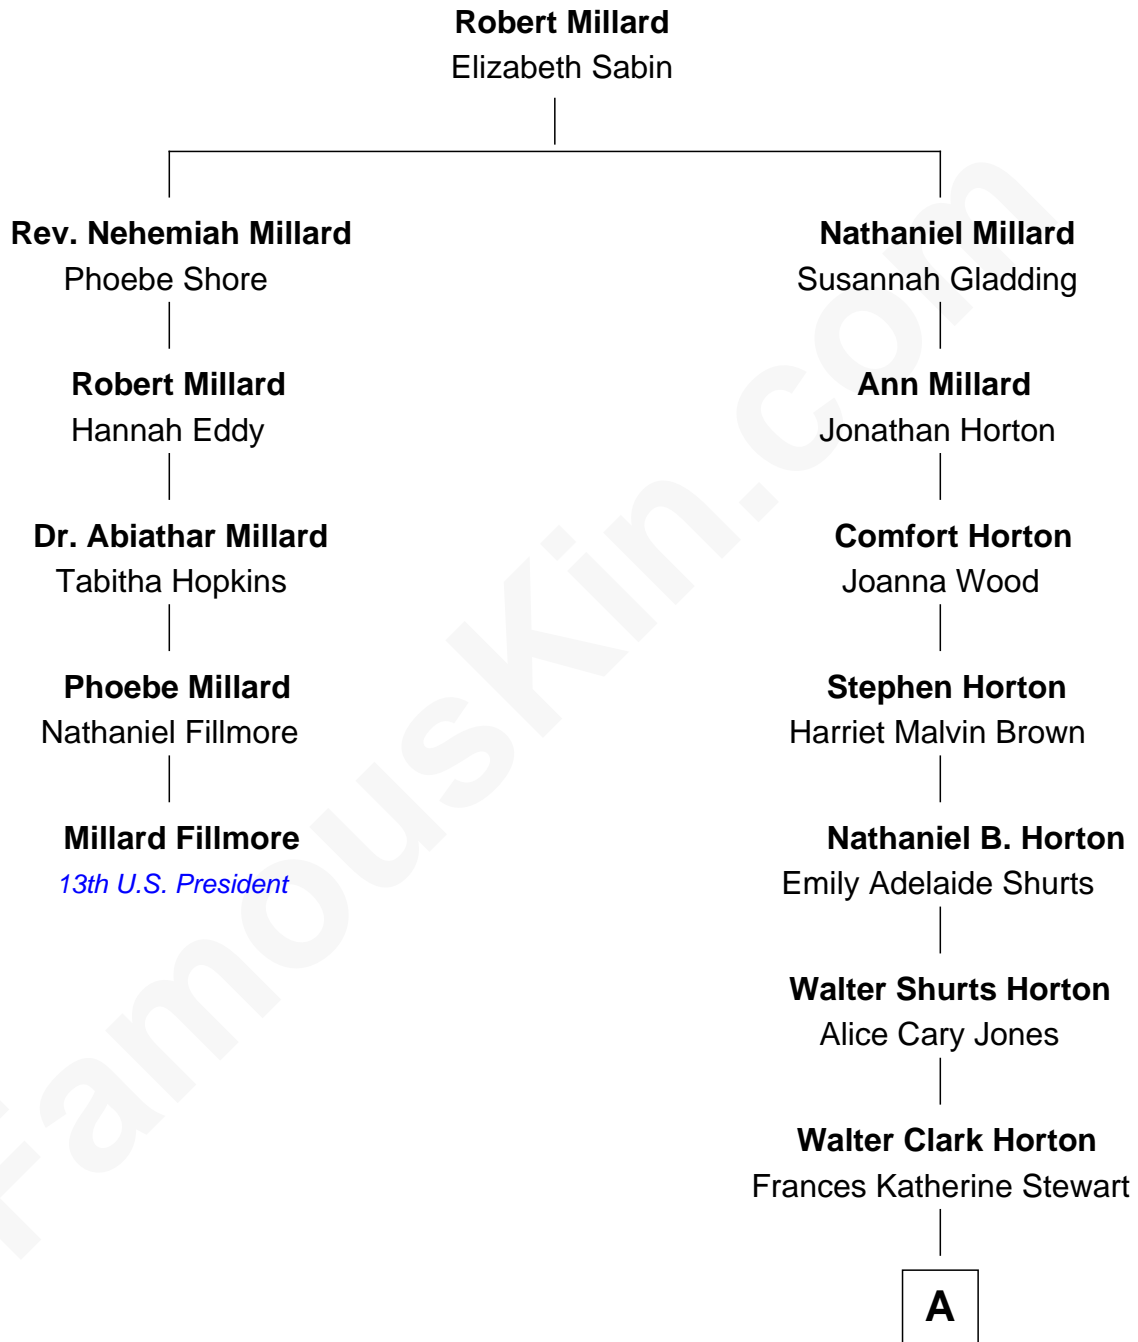 Robert Millard
Elizabeth Sabin
Rev. Nehemiah Millard
Phoebe Shore
Robert Millard
Hannah Eddy
Dr. Abiathar Millard
Tabitha Hopkins
Phoebe Millard
Nathaniel Fillmore
Millard Fillmore
13th U.S. President
Nathaniel Millard
Susannah Gladding
Ann Millard
Jonathan Horton
Comfort Horton
Joanna Wood
Stephen Horton
Harriet Malvin Brown
Nathaniel B. Horton
Emily Adelaide Shurts
Walter Shurts Horton
Alice Cary Jones
Walter Clark Horton
Frances Katherine Stewart
A
FamousKin.com